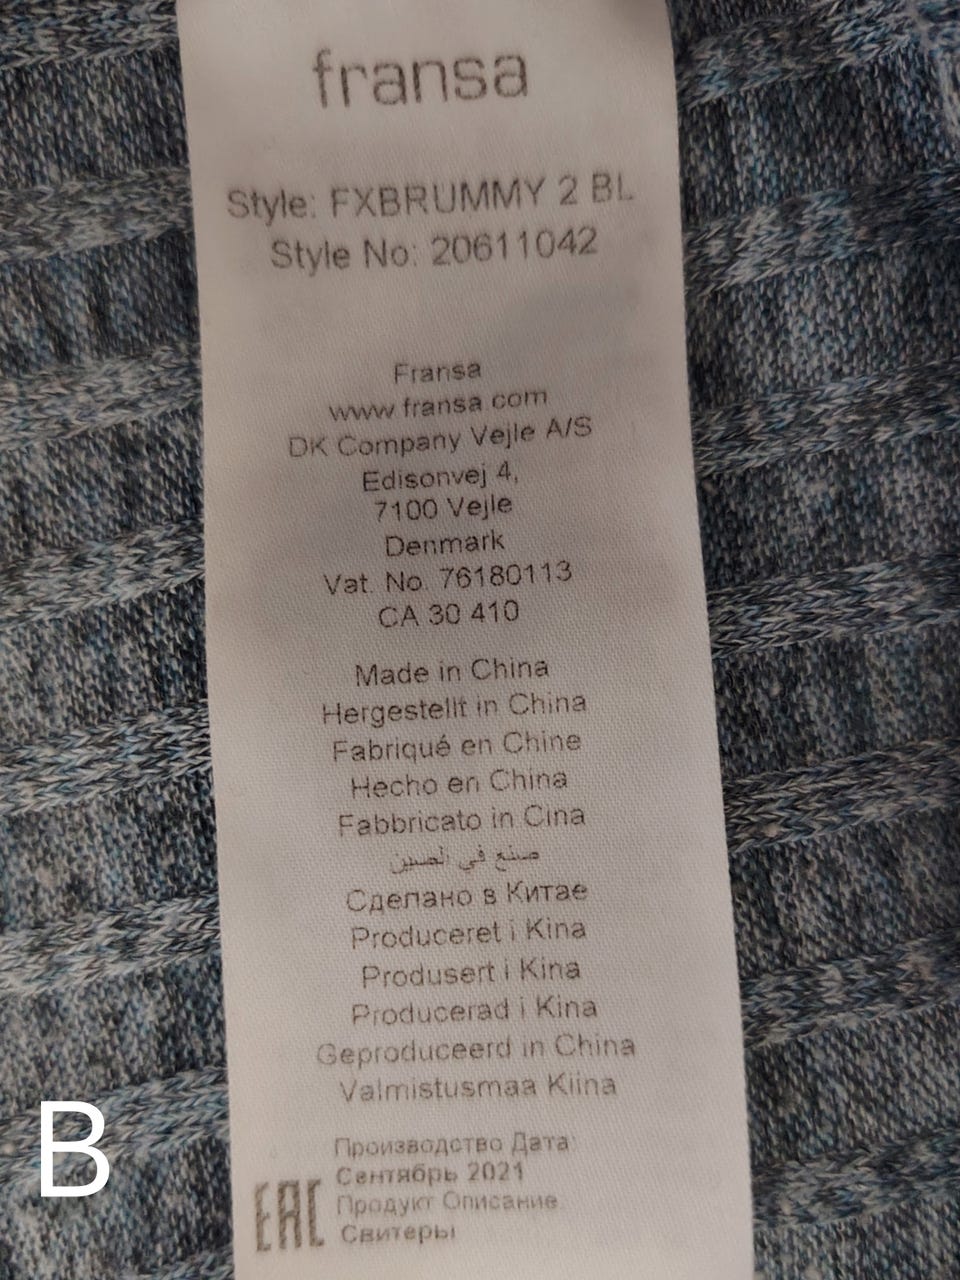 fransa
Style: FXBRUMMY 2 BL
Style No: 20611042
Fransa
www.fransa.com
DK Company Vejle A/S
Edisonvej 4,
7100 Vejle
Denmark
Vat. No. 76180113
CA 30 410
Made in China
Hergestellt in China
Fabriqué en Chine
Hecho en China
Fabbricato in Cina
صنع في الصين
Сделано в Китае
Produceret i Kina
Produsert i Kina
Producerad i Kina
Geproduceerd in China
Valmistusmaa Kiina
Производство Дата:
Сентябрь 2021
Продукт Описание
Свитеры
EAC
B